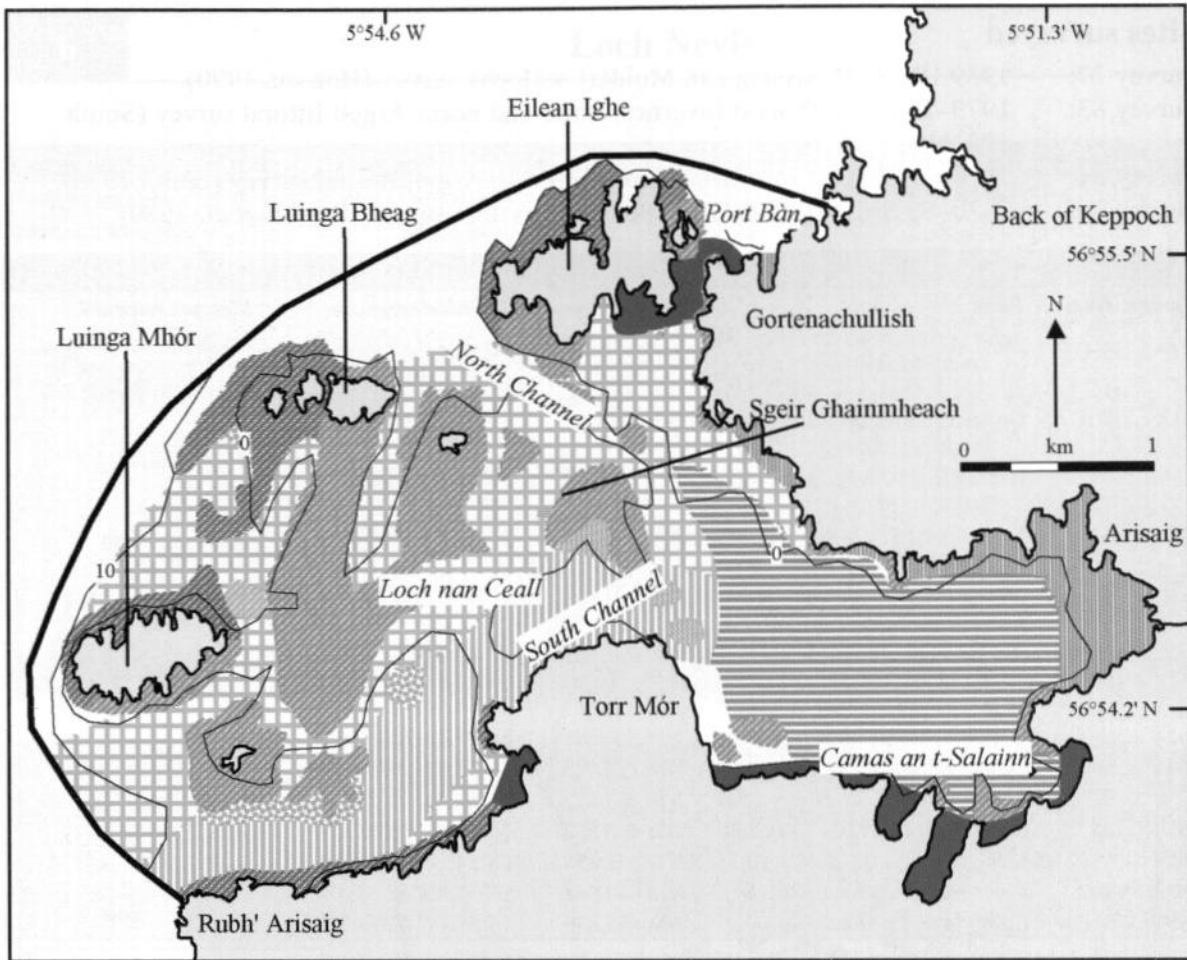 5°54.6 W
5°51.3' W
Eilean Ighe
Luinga Bheag
Port Bàn
Back of Keppoch
56°55.5' N
Luinga Mhór
Gortenachullish
N
North Channel
Sgeir Ghainmheach
0 km 1
0
Arisaig
0
10
Loch nan Ceall
South Channel
Torr Mór
56°54.2' N
Camas an t-Salainn
Rubh' Arisaig